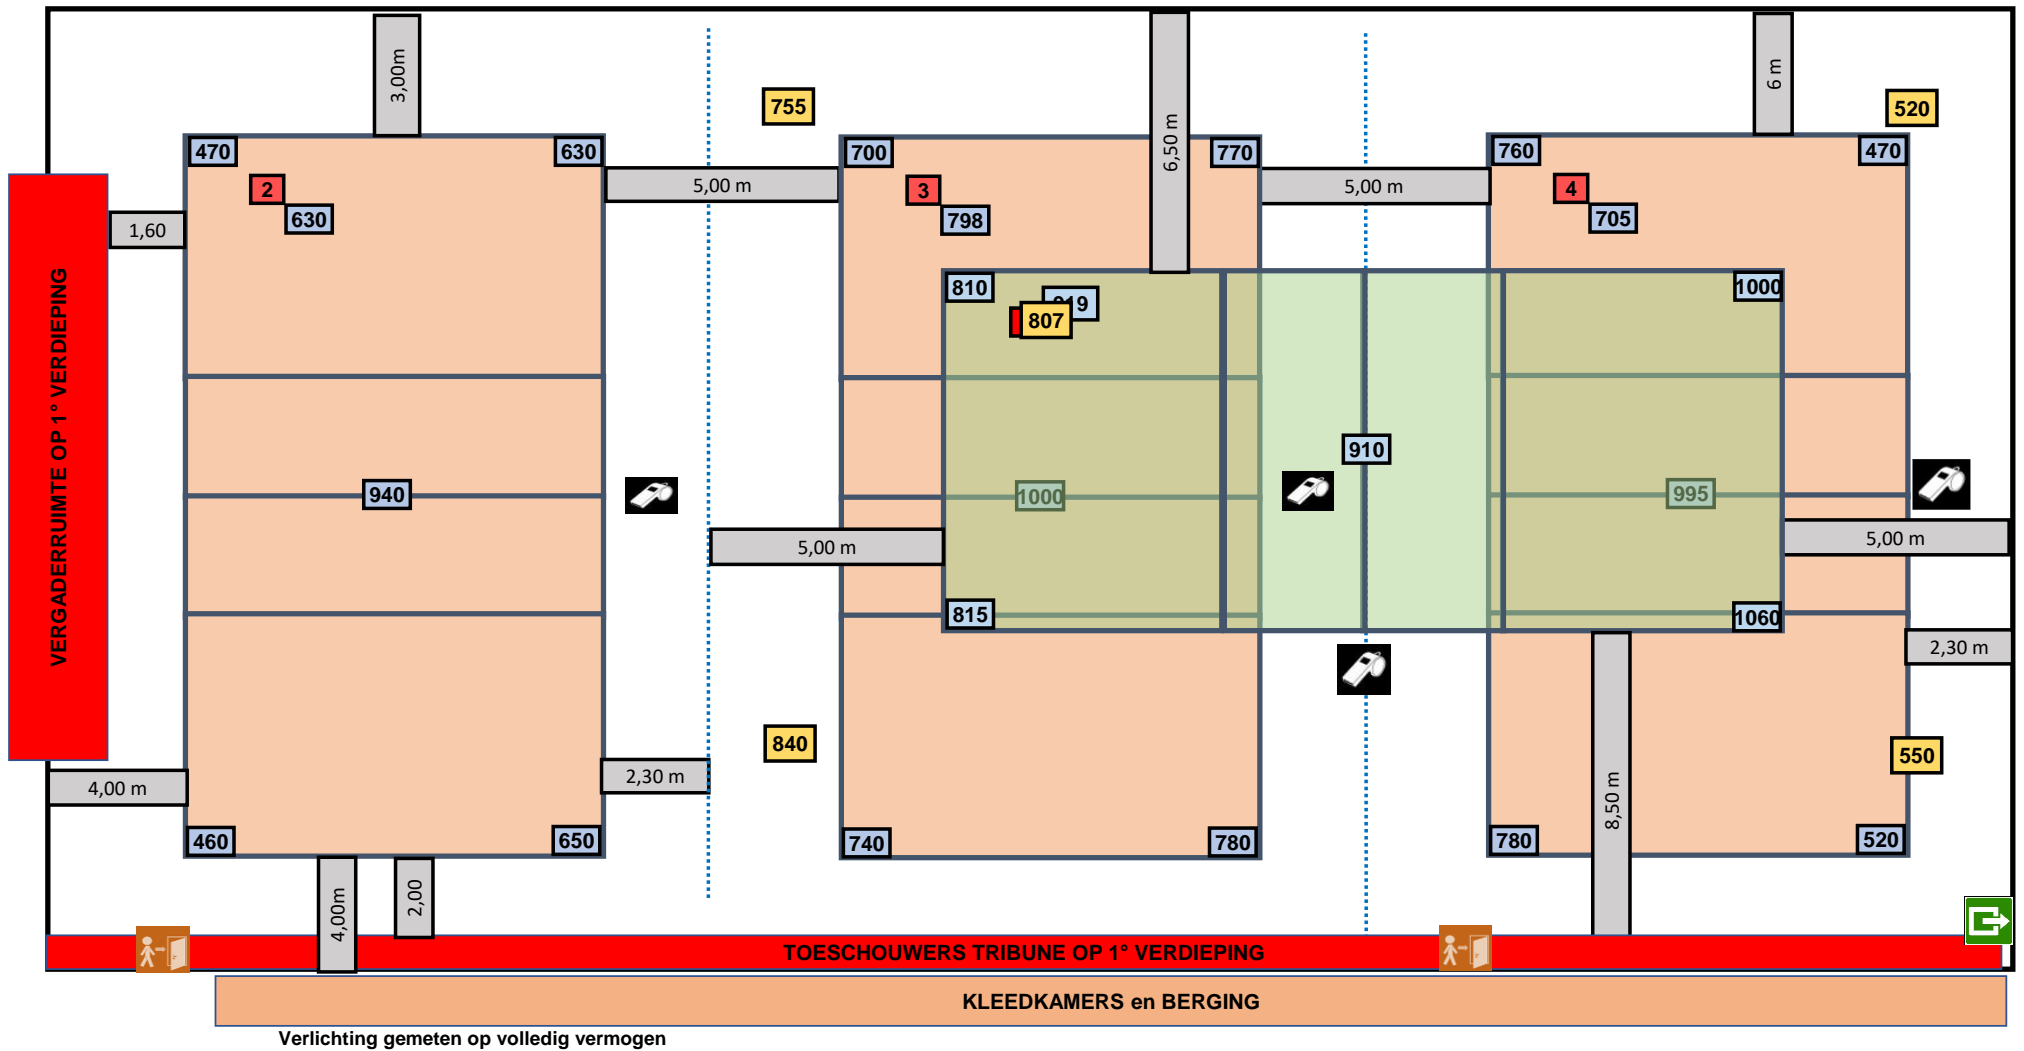 3,00m
6,50 m
6 m
755
520
470
630
700
770
760
470
2
630
5,00 m
3
798
5,00 m
4
705
1,60
VERGADERRUIMTE OP 1° VERDIEPING
810
1000
807
910
940
1000
995
5,00 m
5,00 m
815
1060
2,30 m
840
550
4,00 m
2,30 m
8,50 m
460
650
740
780
780
520
4,00m
2,00
TOESCHOUWERS TRIBUNE OP 1° VERDIEPING
KLEEDKAMERS en BERGING
Verlichting gemeten op volledig vermogen